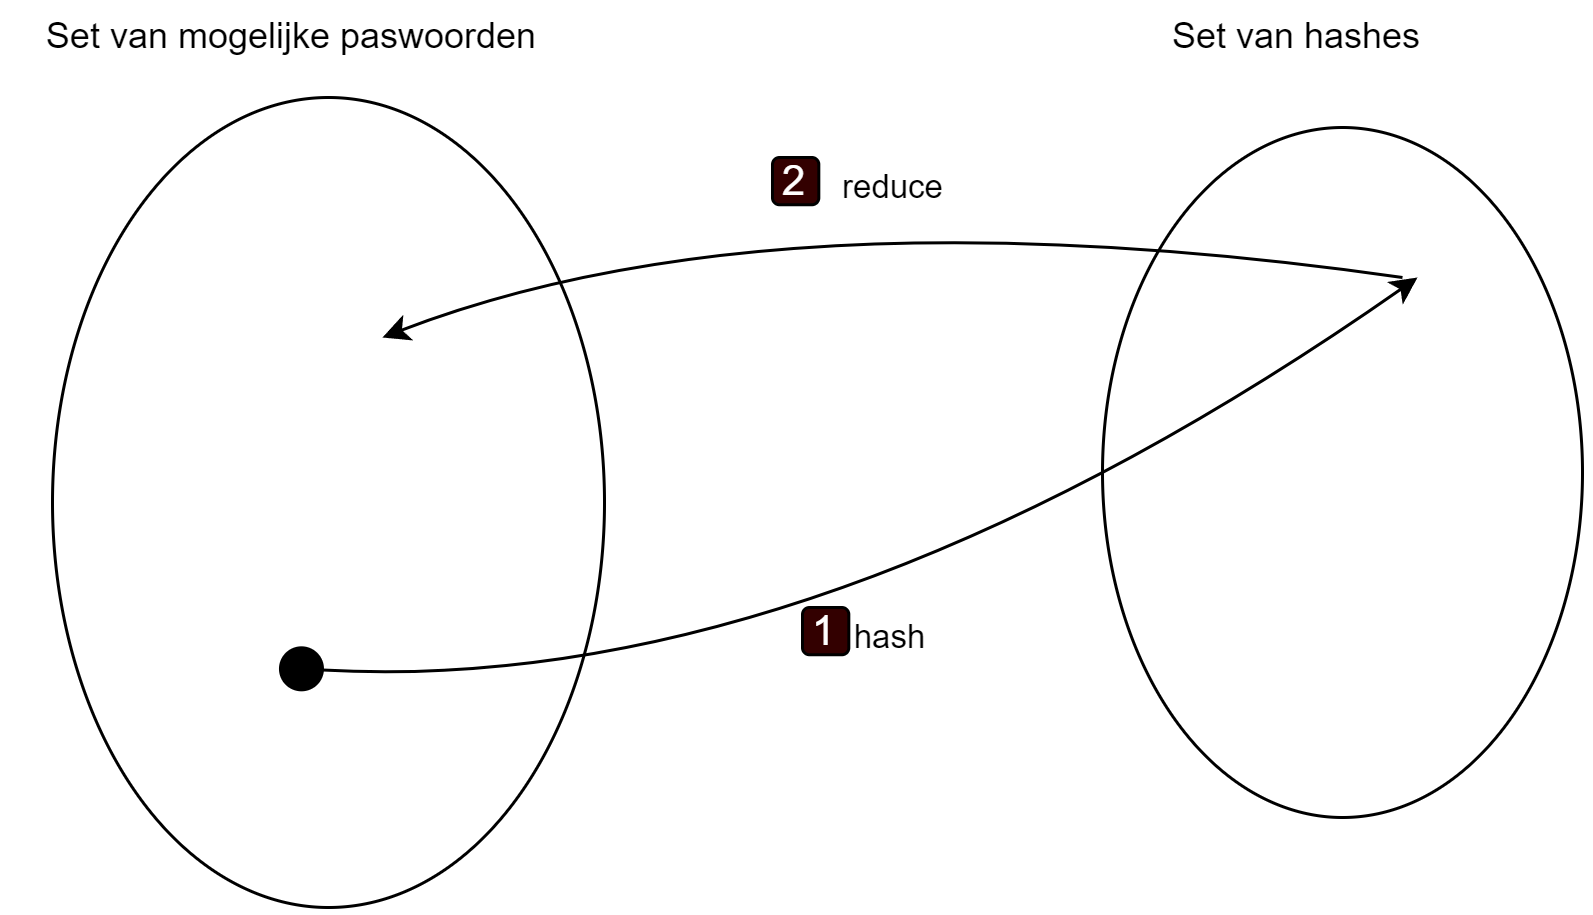 Set van mogelijke paswoorden
Set van hashes
2 reduce
1 hash